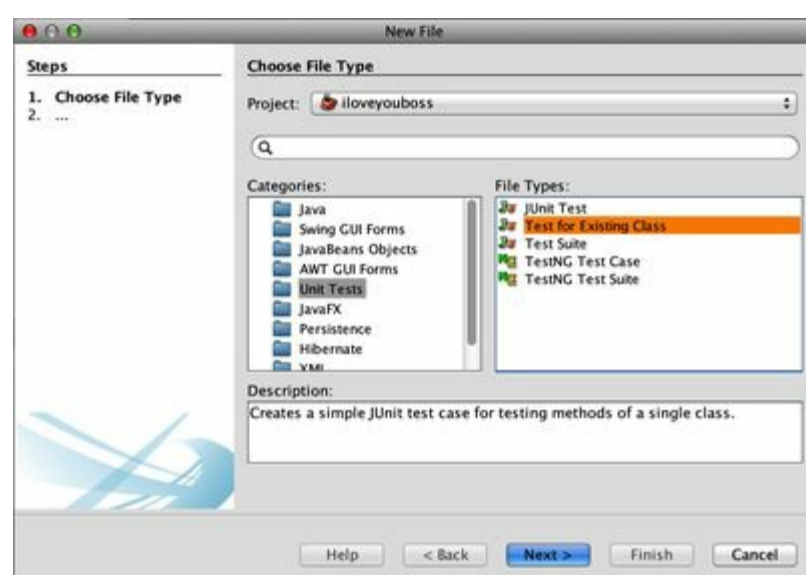 New File
Steps
1. Choose File Type
2. ...
Choose File Type
Project: iloveyouboss
Categories:
Java
Swing GUI Forms
JavaBeans Objects
AWT GUI Forms
Unit Tests
JavaFX
Persistence
Hibernate
XML
File Types:
JUnit Test
Test for Existing Class
Test Suite
TestNG Test Case
TestNG Test Suite
Description:
Creates a simple JUnit test case for testing methods of a single class.
Help
< Back
Next >
Finish
Cancel